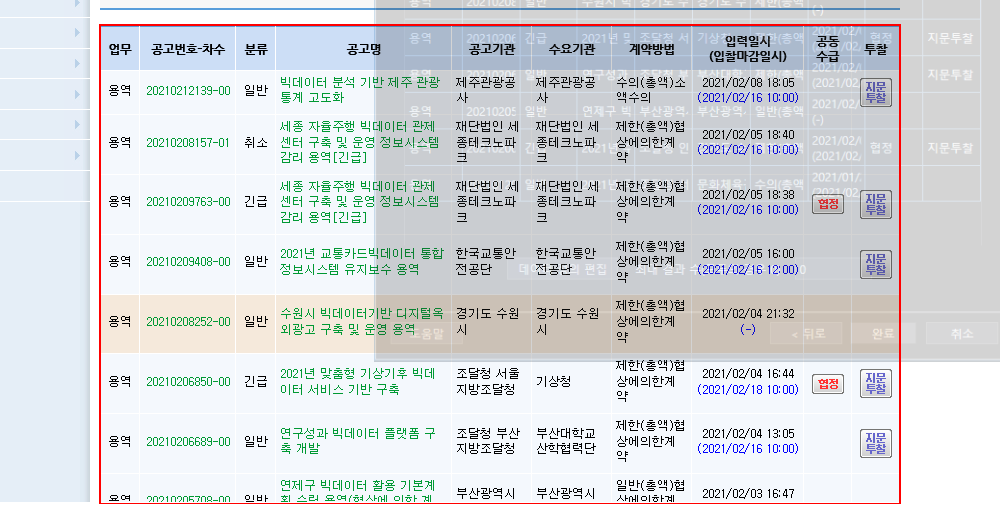 업무 공고번호-차수 분류 공고명 공고기관 수요기관 계약방법 입력일시 (입찰마감일시) 공동 수급 투찰
용역 20210212139-00 일반 빅데이터 분석 기반 제주 관광 통계 고도화 제주관광공사 제주관광공사 수의(총액)소액수의 2021/02/08 18:05 (2021/02/16 10:00) 지문 투찰
용역 20210208157-01 취소 세종 자율주행 빅데이터 관제센터 구축 및 운영 정보시스템 감리 용역[긴급] 재단법인 세종테크노파크 재단법인 세종테크노파크 제한(총액)협상에의한계약 2021/02/05 18:40 (2021/02/16 10:00)
용역 20210209763-00 긴급 세종 자율주행 빅데이터 관제센터 구축 및 운영 정보시스템 감리 용역[긴급] 재단법인 세종테크노파크 재단법인 세종테크노파크 제한(총액)협상에의한계약 2021/02/05 18:38 (2021/02/16 10:00) 협정 지문 투찰
용역 20210209408-00 일반 2021년 교통카드빅데이터 통합정보시스템 유지보수 용역 한국교통안전공단 한국교통안전공단 제한(총액)협상에의한계약 2021/02/05 16:00 (2021/02/16 12:00) 지문 투찰
용역 20210208252-00 일반 수원시 빅데이터기반 디지털옥외광고 구축 및 운영 용역 경기도 수원시 경기도 수원시 제한(총액)협상에의한계약 2021/02/04 21:32 (-)
용역 20210206850-00 긴급 2021년 맞춤형 기상기후 빅데이터 서비스 기반 구축 조달청 서울지방조달청 기상청 제한(총액)협상에의한계약 2021/02/04 16:44 (2021/02/18 10:00) 협정 지문 투찰
용역 20210206689-00 일반 연구성과 빅데이터 플랫폼 구축 개발 조달청 부산지방조달청 부산대학교 산학협력단 제한(총액)협상에의한계약 2021/02/04 13:05 (2021/02/16 10:00) 지문 투찰
용역 20210205708-00 일반 연제구 빅데이터 활용 기본계획 수립 용역(협상에 의한 계 부산광역시 부산광역시 일반(총액)협상에의한계 2021/02/03 16:47
도움말 < 뒤로 완료 취소